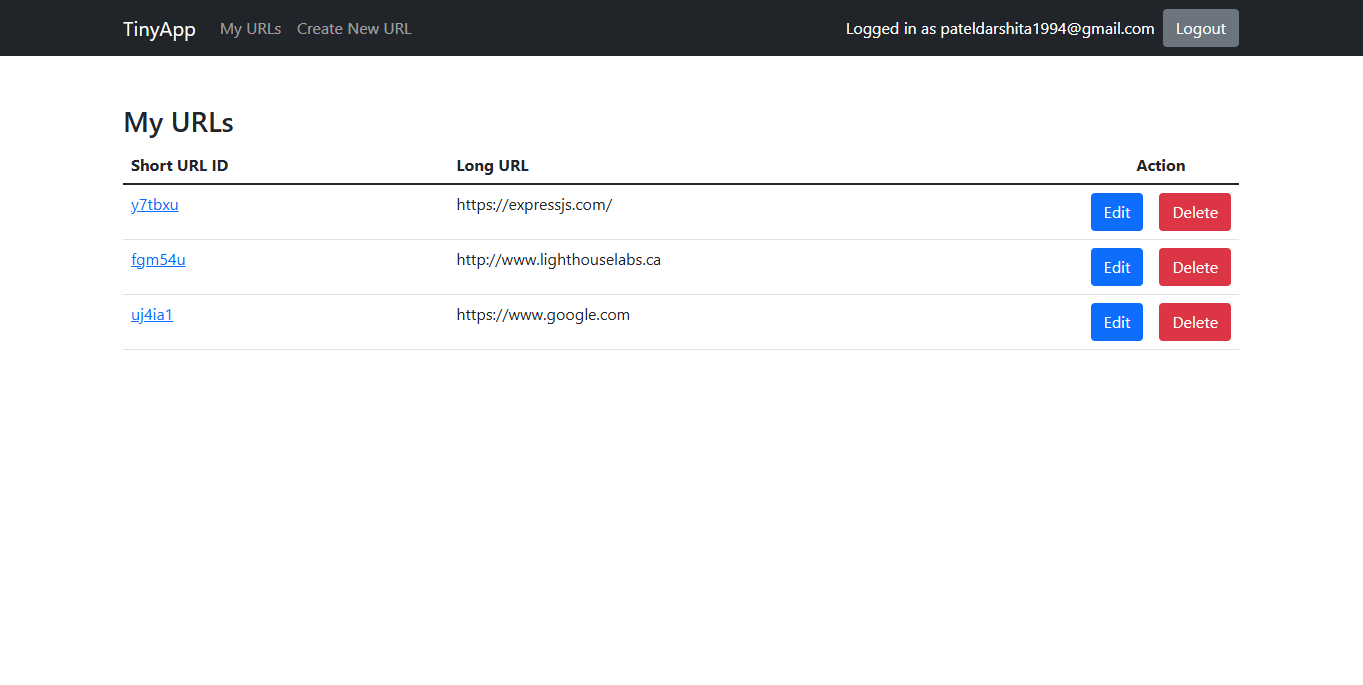 TinyApp My URLs Create New URL Logged in as pateldarshita1994@gmail.com Logout
My URLs
Short URL ID Long URL Action
y7tbxu https://expressjs.com/ Edit Delete
fgm54u http://www.lighthouselabs.ca Edit Delete
uj4ia1 https://www.google.com Edit Delete